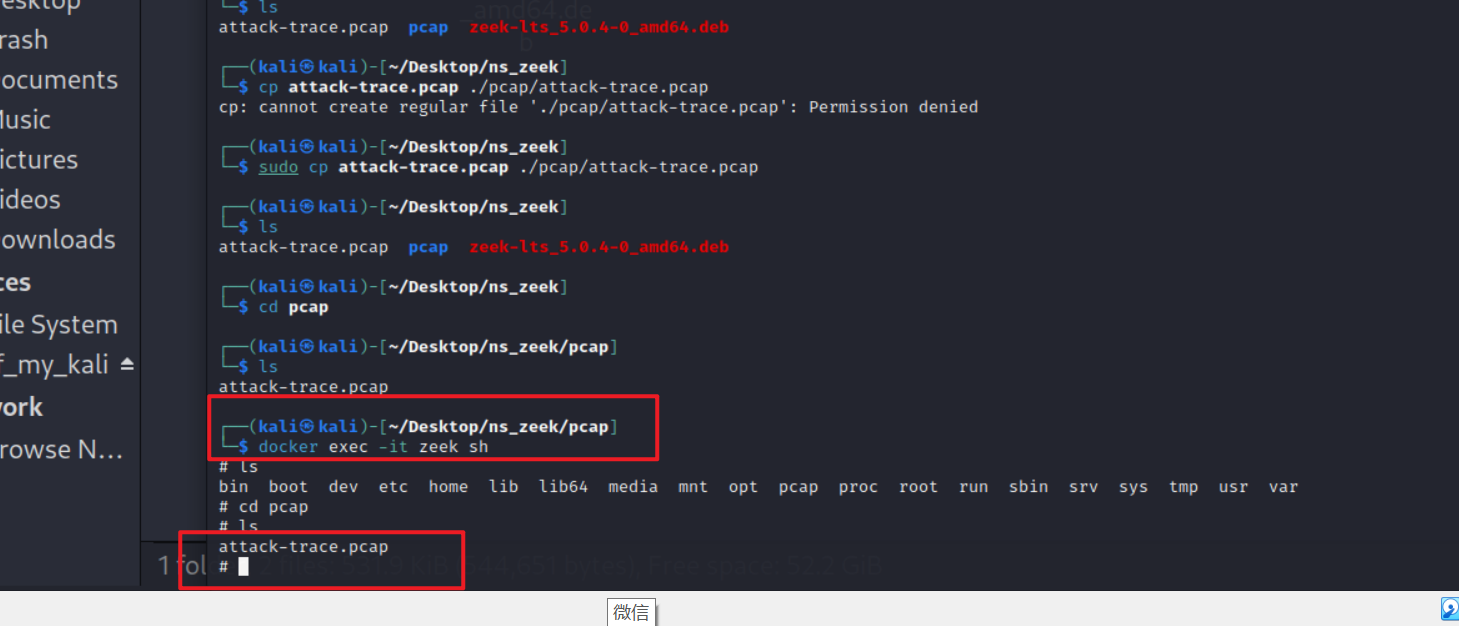 esktop
rash
ocuments
usic
ictures
ideos
ownloads
ces
ile System
f_my_kali
work
rowse N...
└─$ ls
attack-trace.pcap pcap zeek-lts_5.0.4-0_amd64.deb
┌──(kali㉿kali)-[~/Desktop/ns_zeek]
└─$ cp attack-trace.pcap ./pcap/attack-trace.pcap
cp: cannot create regular file './pcap/attack-trace.pcap': Permission denied
┌──(kali㉿kali)-[~/Desktop/ns_zeek]
└─$ sudo cp attack-trace.pcap ./pcap/attack-trace.pcap
┌──(kali㉿kali)-[~/Desktop/ns_zeek]
└─$ ls
attack-trace.pcap pcap zeek-lts_5.0.4-0_amd64.deb
┌──(kali㉿kali)-[~/Desktop/ns_zeek]
└─$ cd pcap
┌──(kali㉿kali)-[~/Desktop/ns_zeek/pcap]
└─$ ls
attack-trace.pcap
┌──(kali㉿kali)-[~/Desktop/ns_zeek/pcap]
└─$ docker exec -it zeek sh
# ls
bin boot dev etc home lib lib64 media mnt opt pcap proc root run sbin srv sys tmp usr var
# cd pcap
# ls
attack-trace.pcap
#
1 fol
Free space: 52.2 GiB
微信